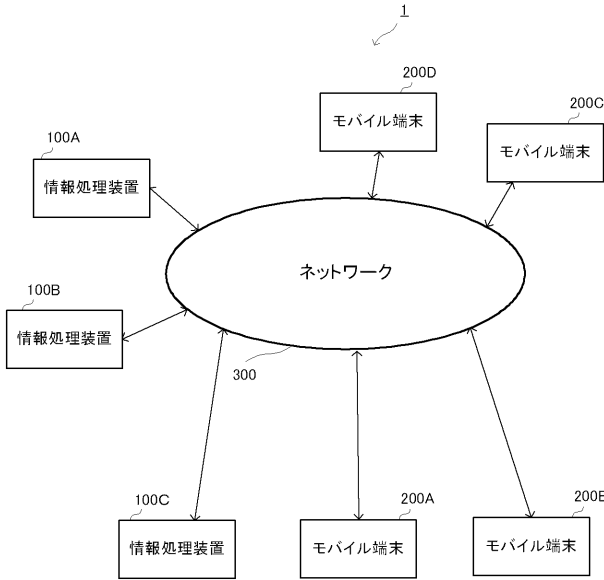 1
200D
モバイル端末
200C
モバイル端末
100A
情報処理装置
ネットワーク
100B
情報処理装置
300
100C
情報処理装置
200A
モバイル端末
200B
モバイル端末